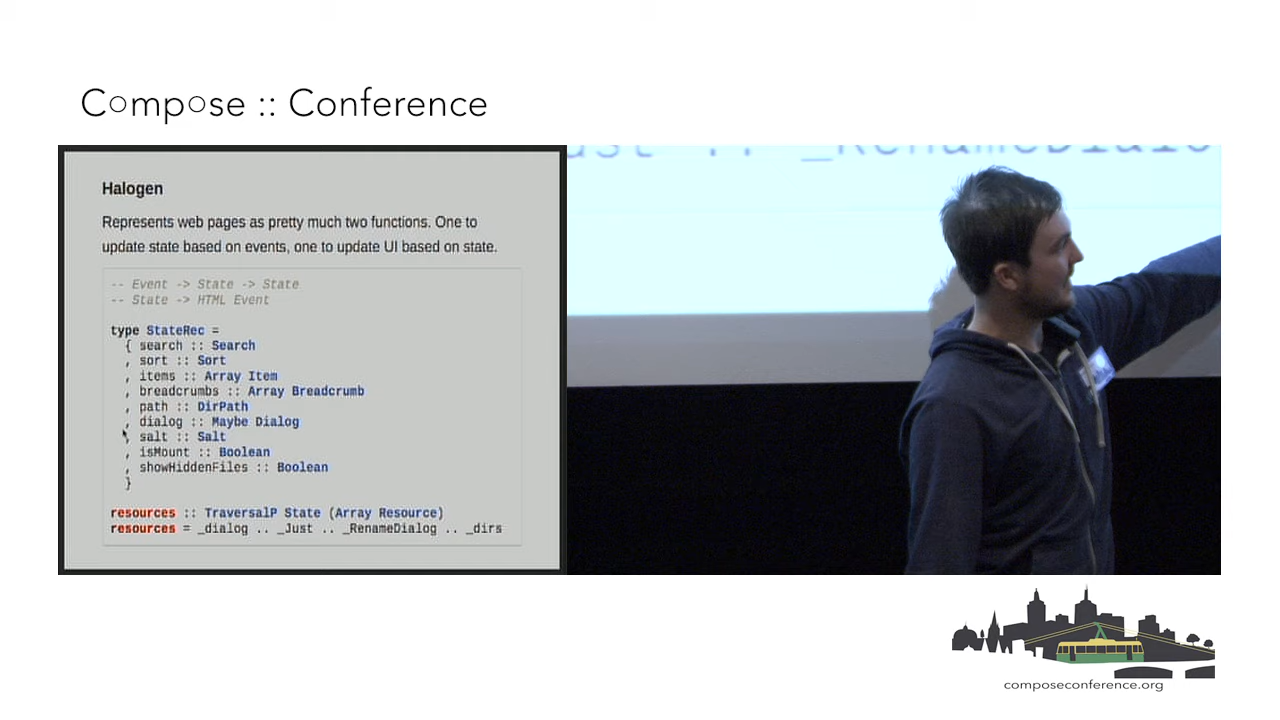 Compose :: Conference
Halogen
Represents web pages as pretty much two functions. One to
update state based on events, one to update UI based on state.
-- Event -> State -> State
-- State -> HTML Event
type StateRec =
{ search :: Search
, sort :: Sort
, items :: Array Item
, breadcrumbs :: Array Breadcrumb
, path :: DirPath
, dialog :: Maybe Dialog
, salt :: Salt
, isMount :: Boolean
, showHiddenFiles :: Boolean
}
resources :: TraversalP State (Array Resource)
resources = _dialog .. _Just .. _RenameDialog .. _dirs
:: _RenameDialo
composeconference.org